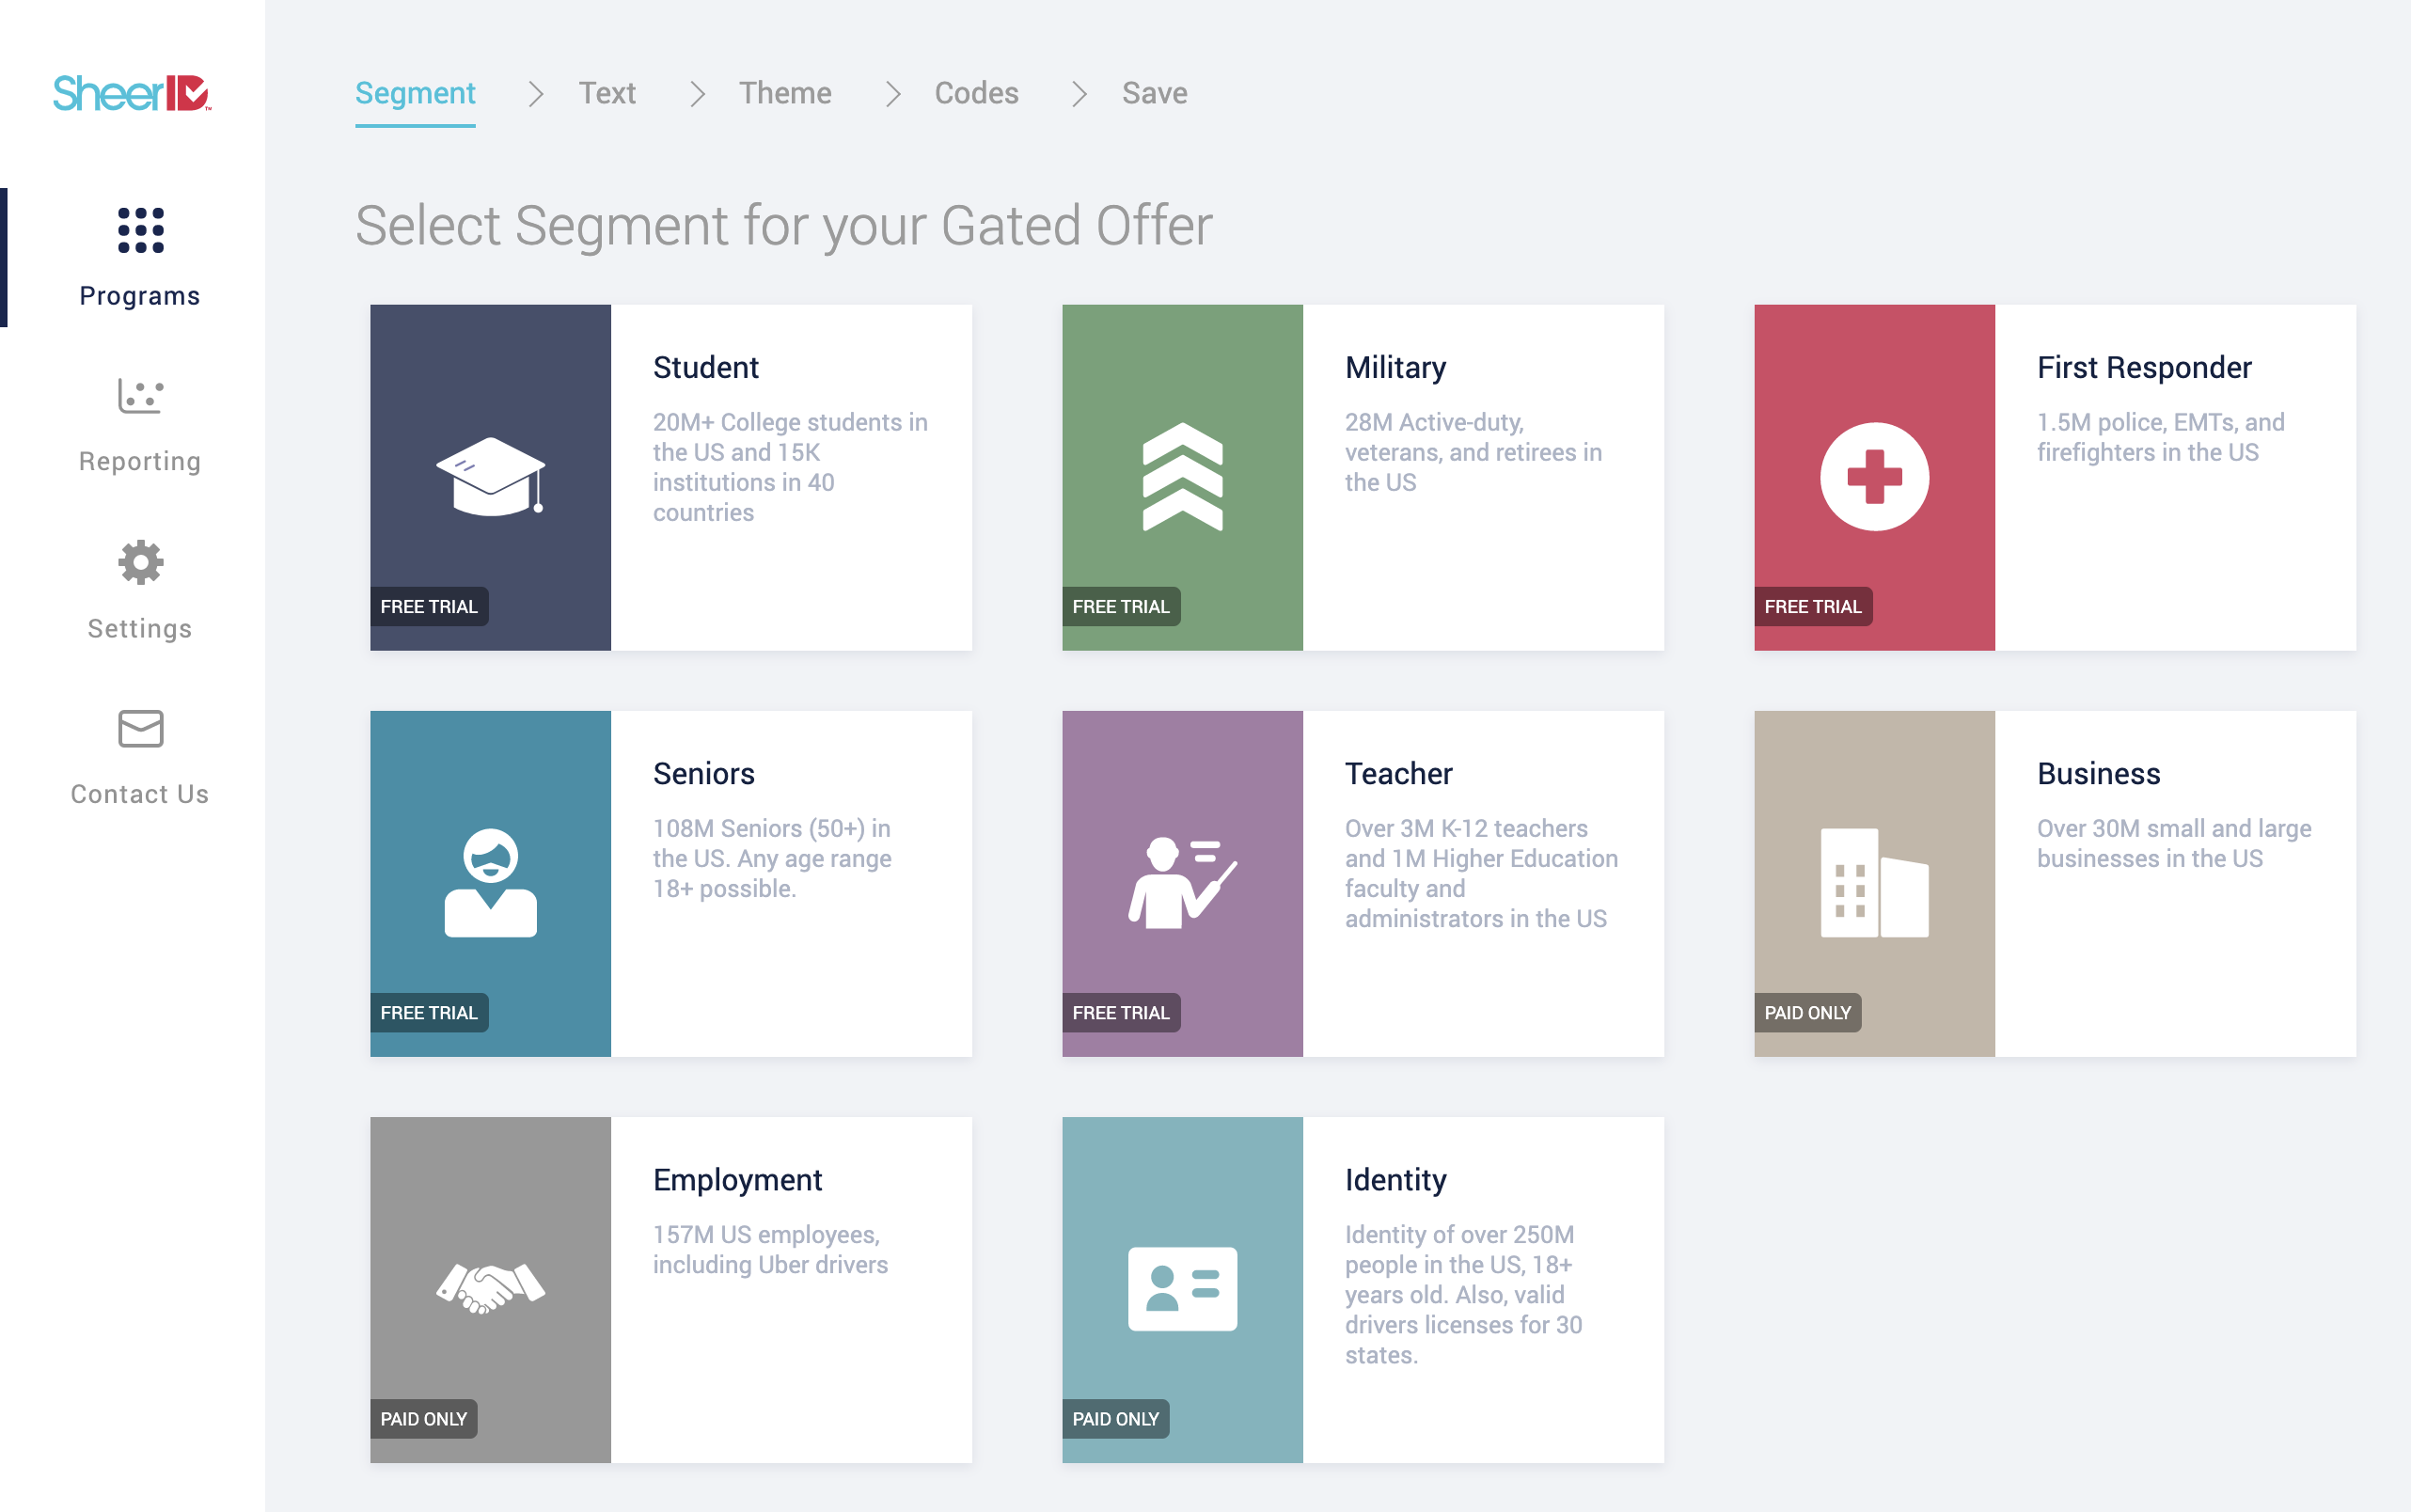 SheerID™
Segment
Text
Theme
Codes
Save
Programs
Reporting
Settings
Contact Us
Select Segment for your Gated Offer
Student
20M+ College students in
the US and 15K
institutions in 40
countries
FREE TRIAL
Military
28M Active-duty,
veterans, and retirees in
the US
FREE TRIAL
First Responder
1.5M police, EMTs, and
firefighters in the US
FREE TRIAL
Seniors
108M Seniors (50+) in
the US. Any age range
18+ possible.
FREE TRIAL
Teacher
Over 3M K-12 teachers
and 1M Higher Education
faculty and
administrators in the US
FREE TRIAL
Business
Over 30M small and large
businesses in the US
PAID ONLY
Employment
157M US employees,
including Uber drivers
PAID ONLY
Identity
Identity of over 250M
people in the US, 18+
years old. Also, valid
drivers licenses for 30
states.
PAID ONLY